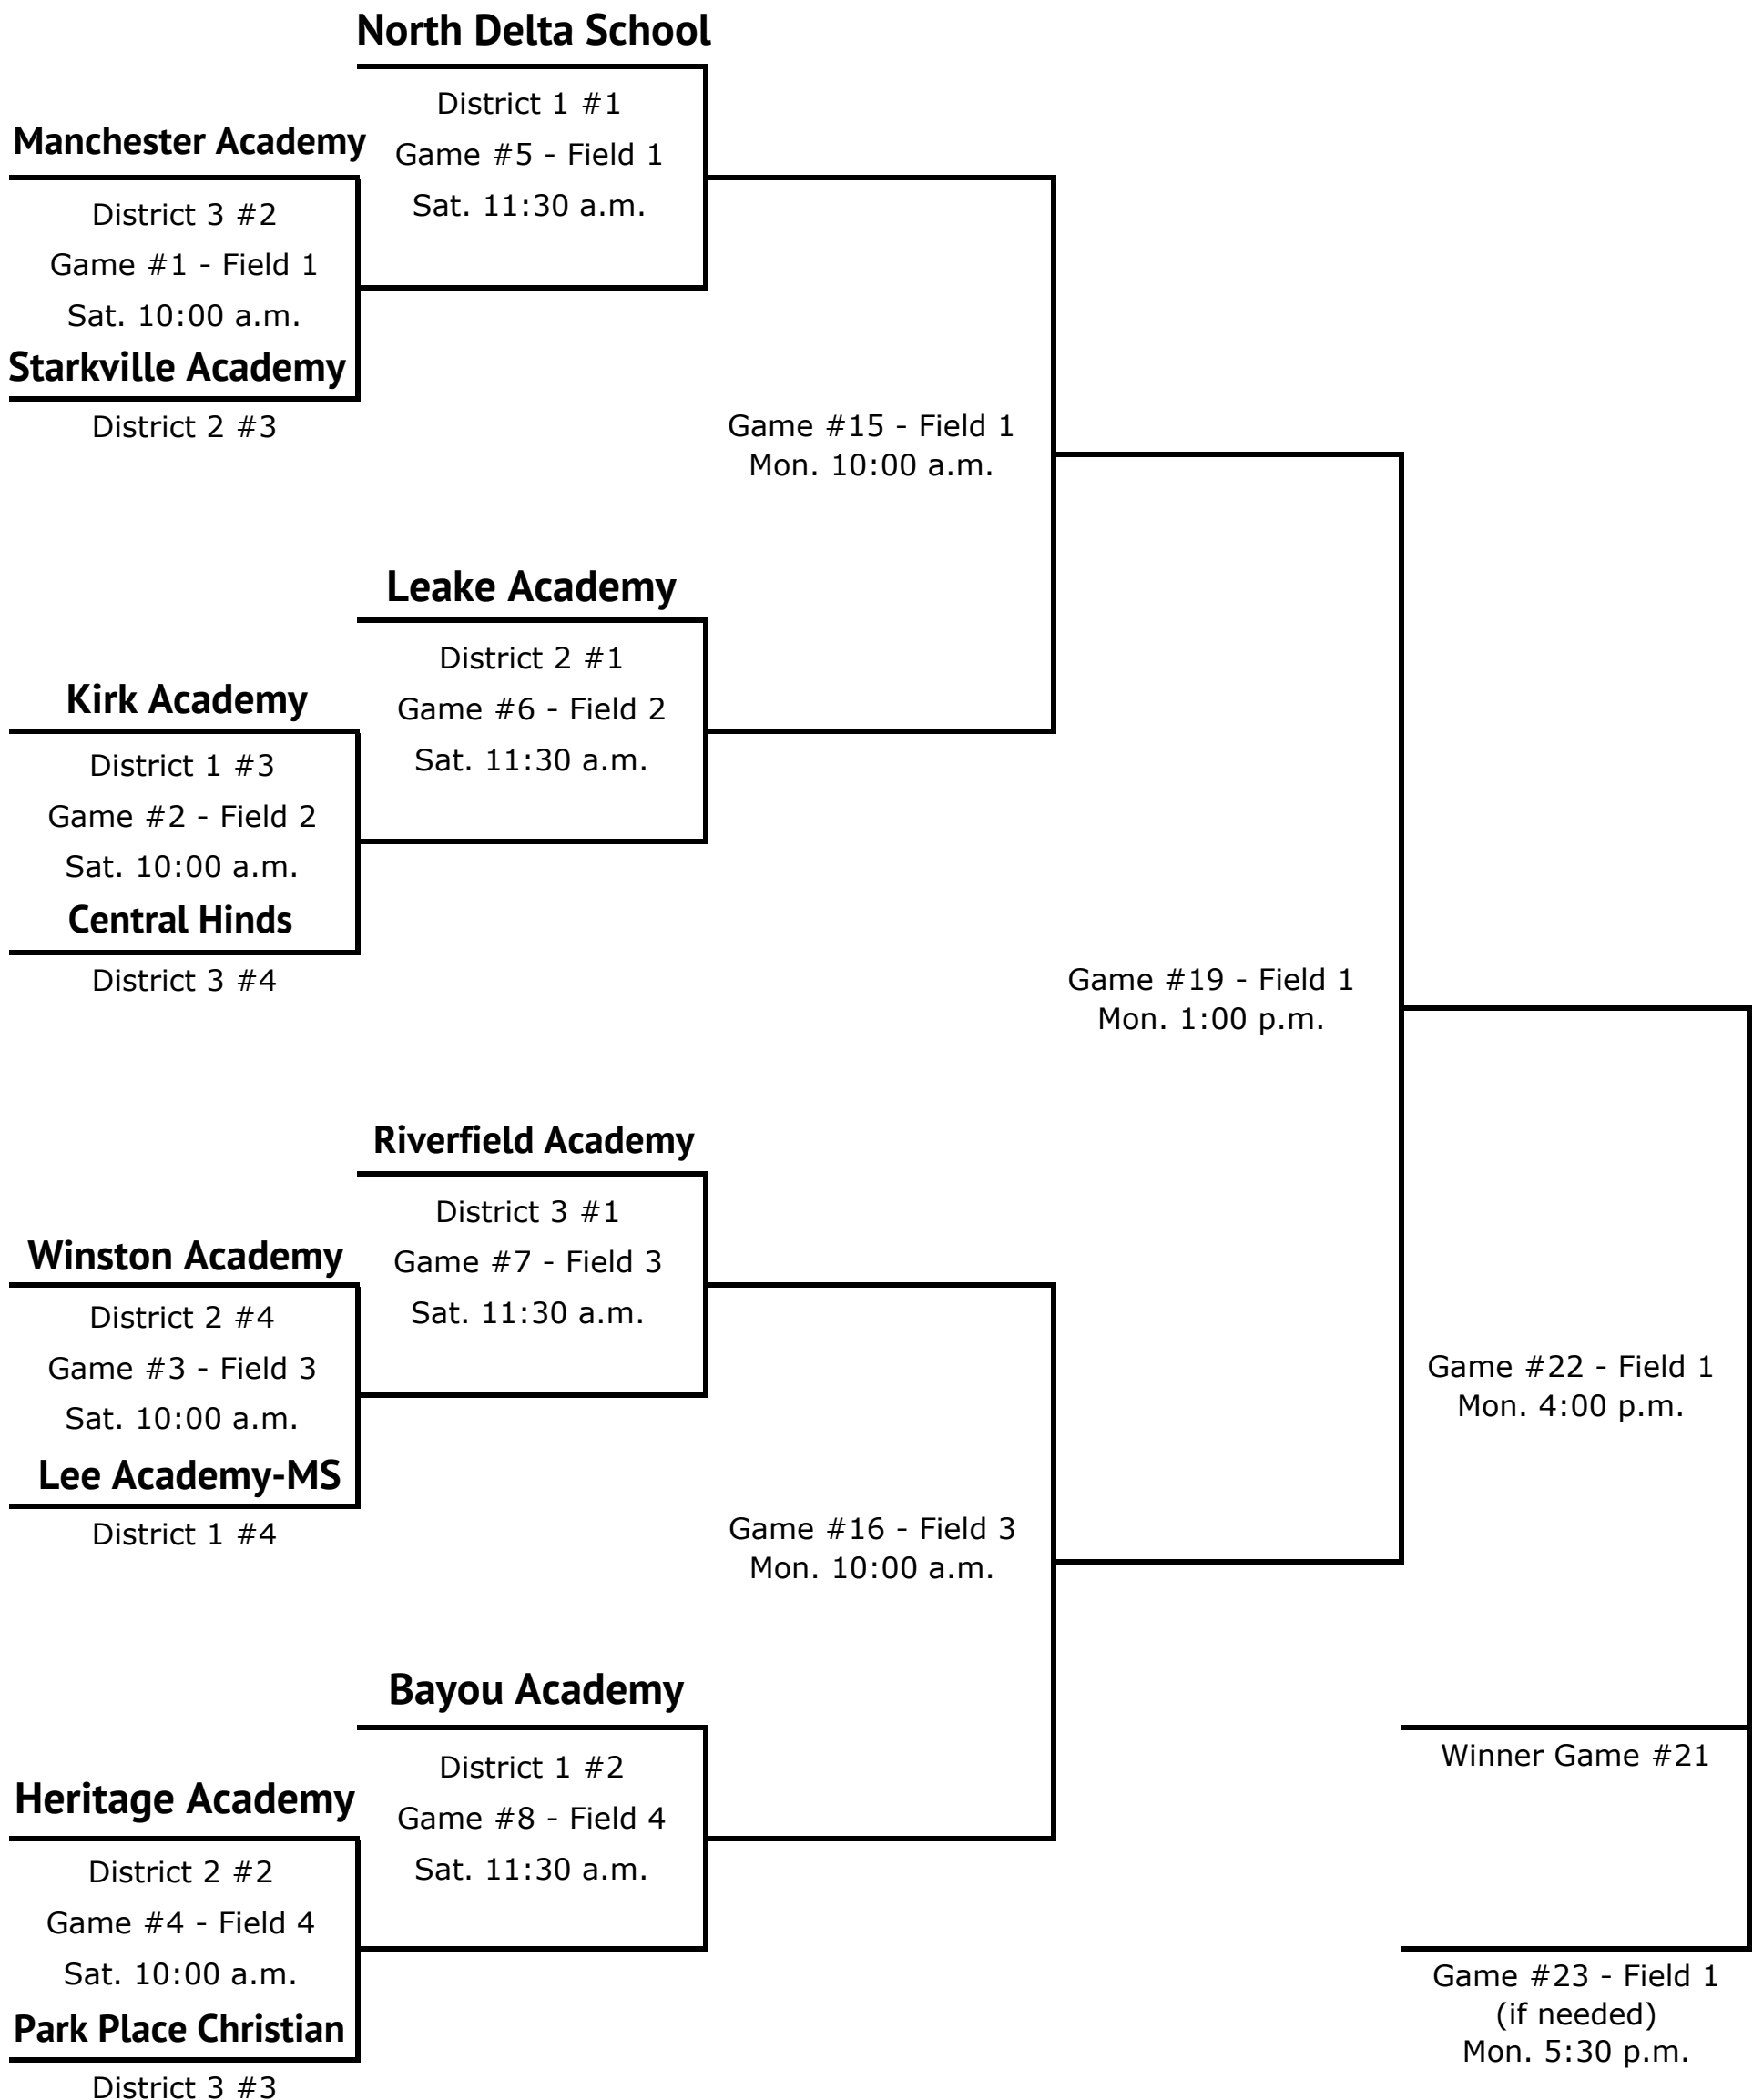 North Delta School
District 1 #1
Game #5 - Field 1
Sat. 11:30 a.m.
Manchester Academy
District 3 #2
Game #1 - Field 1
Sat. 10:00 a.m.
Starkville Academy
District 2 #3
Game #15 - Field 1
Mon. 10:00 a.m.
Leake Academy
District 2 #1
Game #6 - Field 2
Sat. 11:30 a.m.
Kirk Academy
District 1 #3
Game #2 - Field 2
Sat. 10:00 a.m.
Central Hinds
District 3 #4
Game #19 - Field 1
Mon. 1:00 p.m.
Riverfield Academy
District 3 #1
Game #7 - Field 3
Sat. 11:30 a.m.
Winston Academy
District 2 #4
Game #3 - Field 3
Sat. 10:00 a.m.
Lee Academy-MS
District 1 #4
Game #22 - Field 1
Mon. 4:00 p.m.
Game #16 - Field 3
Mon. 10:00 a.m.
Bayou Academy
District 1 #2
Game #8 - Field 4
Sat. 11:30 a.m.
Heritage Academy
District 2 #2
Game #4 - Field 4
Sat. 10:00 a.m.
Park Place Christian
District 3 #3
Winner Game #21
Game #23 - Field 1
(if needed)
Mon. 5:30 p.m.